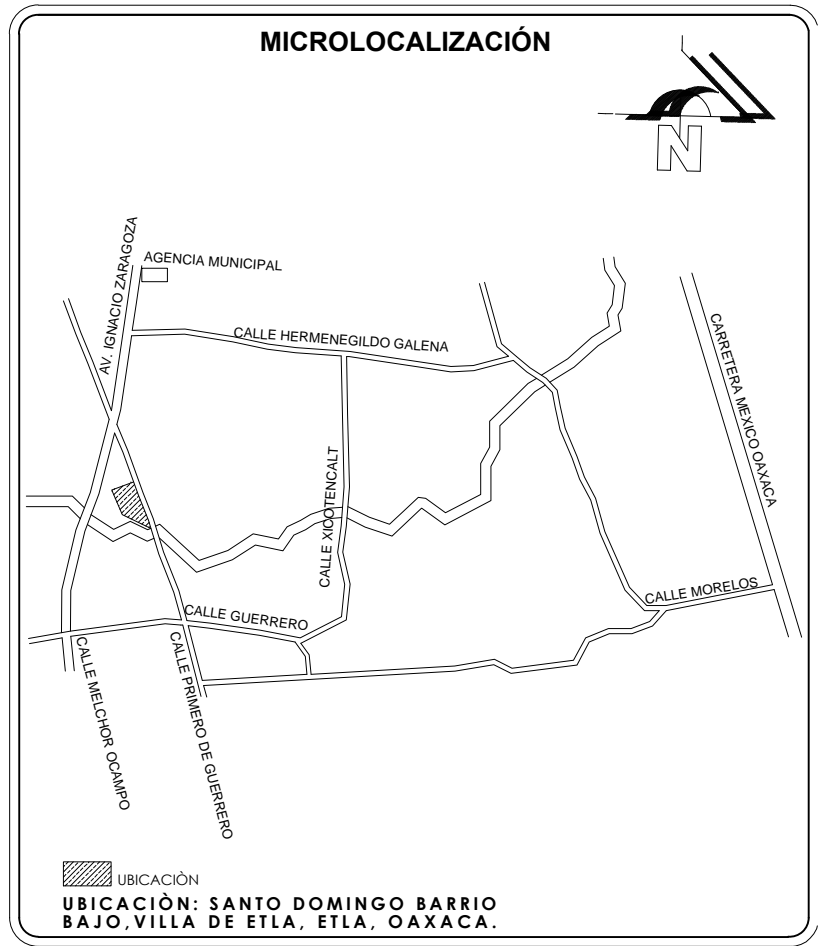 MICROLOCALIZACIÓN
N
AV. IGNACIO ZARAGOZA
AGENCIA MUNICIPAL
CALLE HERMENEGILDO GALENA
CARRETERA MEXICO OAXACA
CALLE XICOTENCALT
CALLE MORELOS
CALLE GUERRERO
CALLE MELCHOR OCAMPO
CALLE PRIMERO DE GUERRERO
UBICACIÒN
UBICACIÒN: SANTO DOMINGO BARRIO
BAJO,VILLA DE ETLA, ETLA, OAXACA.